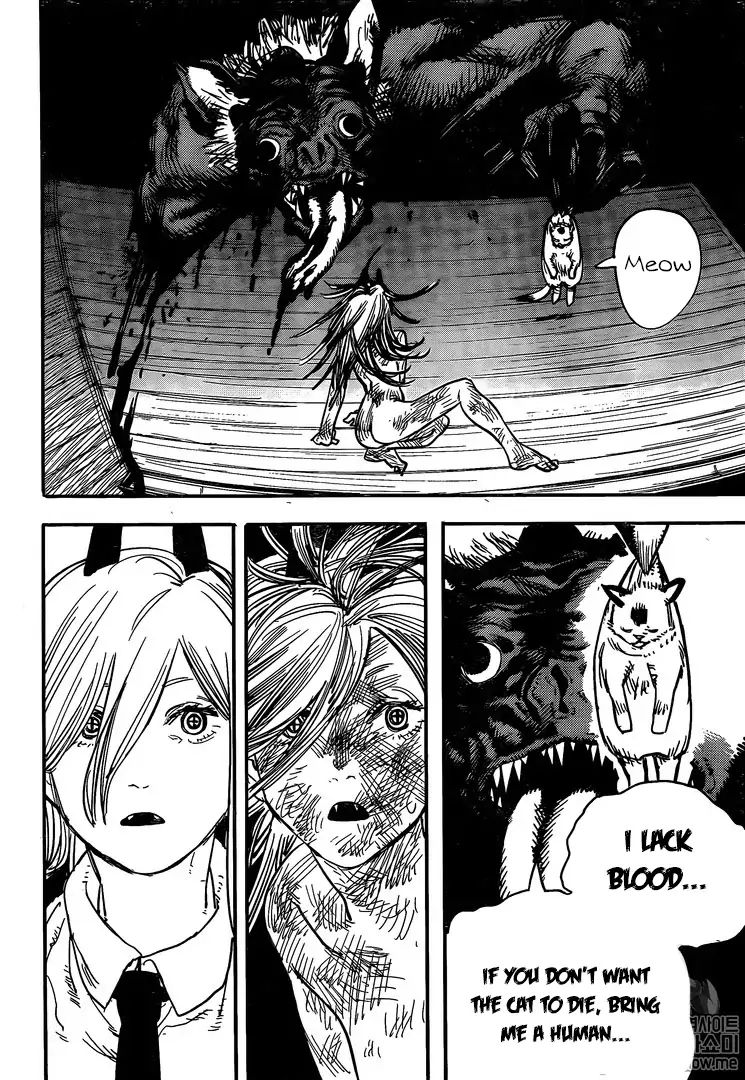 Meow
I LACK
BLOOD...
IF YOU DON'T WANT
THE CAT TO DIE, BRING
ME A HUMAN...